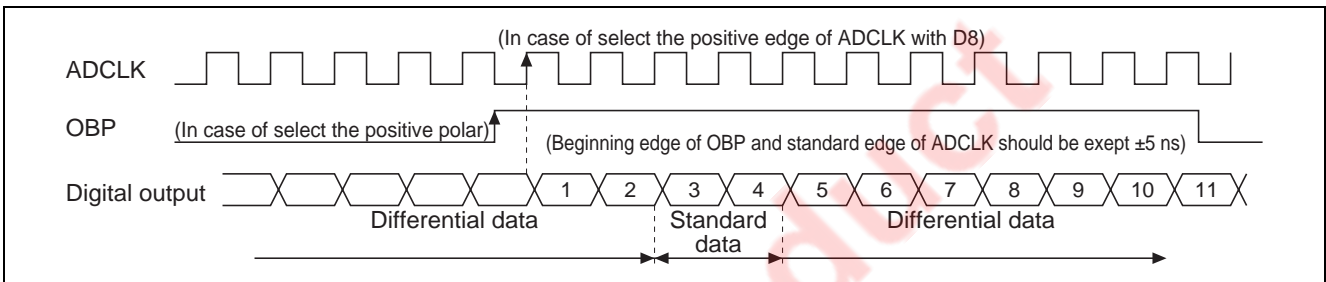 (In case of select the positive edge of ADCLK with D8)
ADCLK
OBP
(In case of select the positive polar)
(Beginning edge of OBP and standard edge of ADCLK should be exept ±5 ns)
Digital output
1 2 3 4 5 6 7 8 9 10 11
Differential data
Standard
data
Differential data
duct